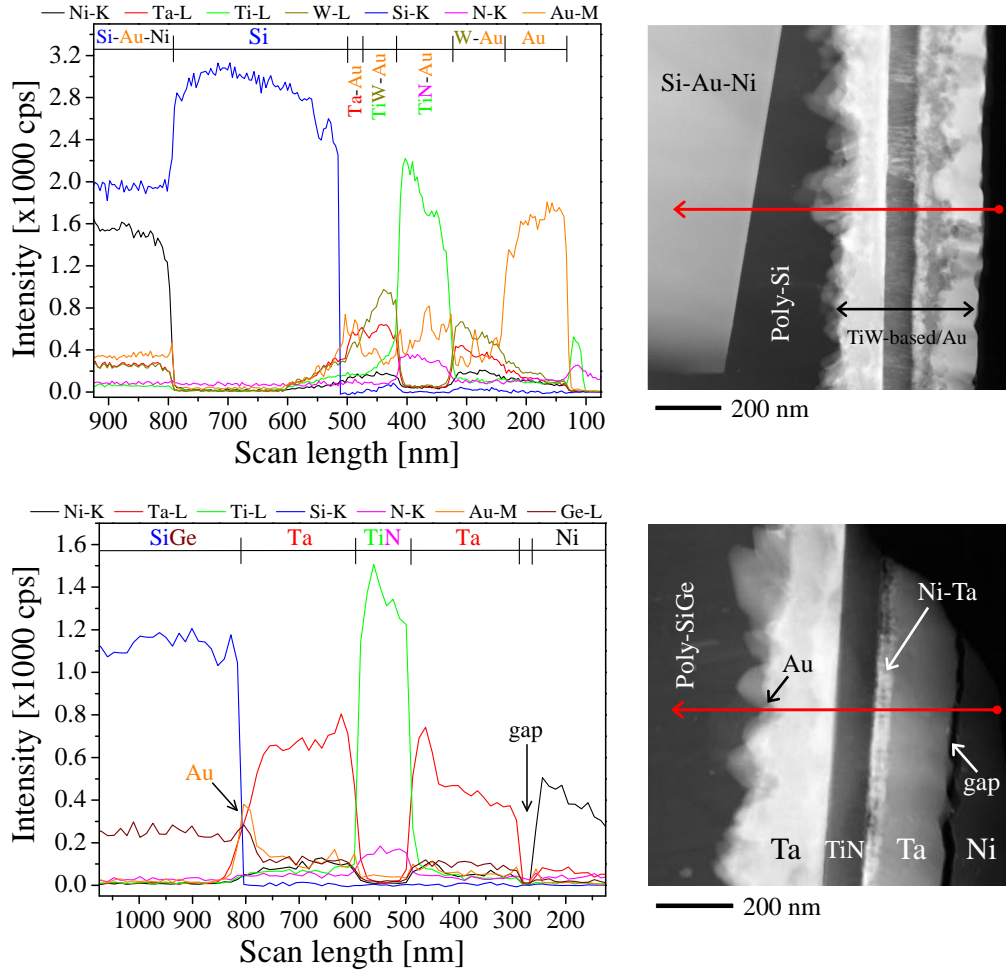 Ni-K Ta-L Ti-L W-L Si-K N-K Au-M
Si-Au-Ni Si Ta-Au TiW-Au TiN-Au W-Au Au
3.2
2.8
2.4
2.0
1.6
1.2
0.8
0.4
0.0
Intensity [x1000 cps]
900 800 700 600 500 400 300 200 100
Scan length [nm]
Si-Au-Ni
Poly-Si
TiW-based/Au
200 nm
Ni-K Ta-L Ti-L Si-K N-K Au-M Ge-L
SiGe Ta TiN Ta Ni
1.6
1.4
1.2
1.0
0.8
0.6
0.4
0.2
0.0
Intensity [x1000 cps]
Au
gap
1000 900 800 700 600 500 400 300 200
Scan length [nm]
Poly-SiGe
Ni-Ta
Au
gap
Ta TiN Ta Ni
200 nm